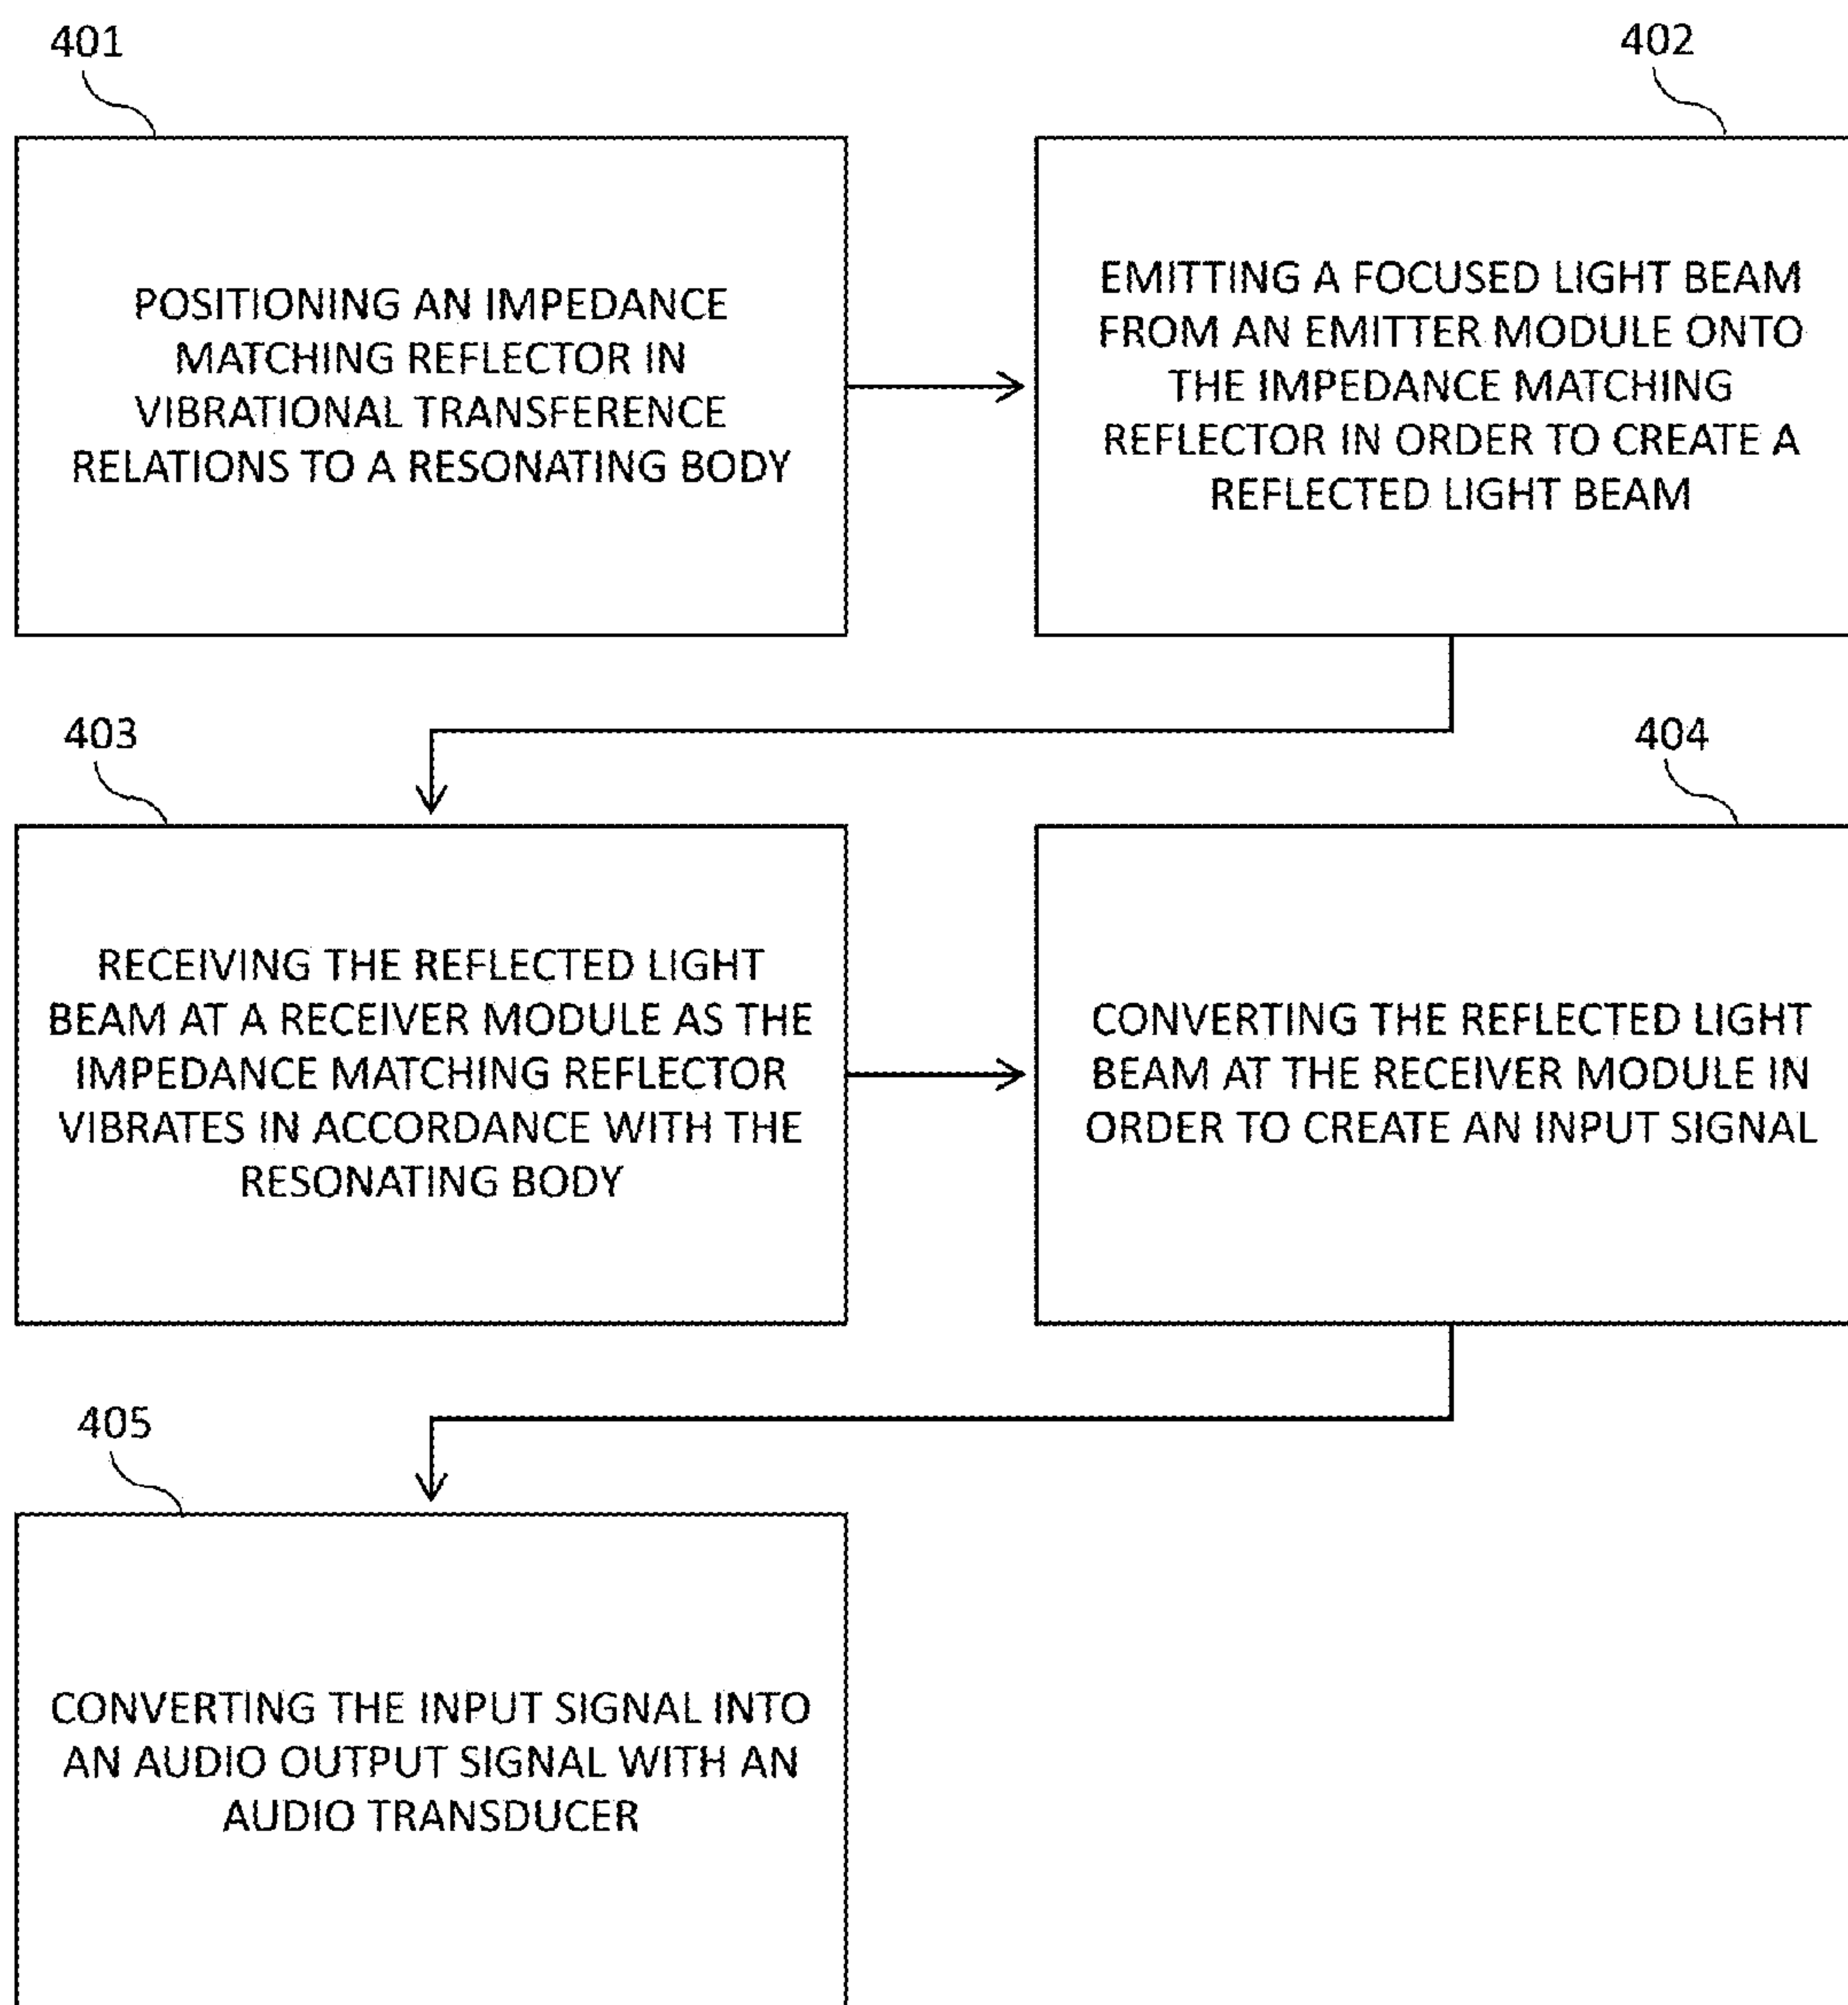 401
POSITIONING AN IMPEDANCE
MATCHING REFLECTOR IN
VIBRATIONAL TRANSFERENCE
RELATIONS TO A RESONATING BODY
402
EMITTING A FOCUSED LIGHT BEAM
FROM AN EMITTER MODULE ONTO
THE IMPEDANCE MATCHING
REFLECTOR IN ORDER TO CREATE A
REFLECTED LIGHT BEAM
403
RECEIVING THE REFLECTED LIGHT
BEAM AT A RECEIVER MODULE AS THE
IMPEDANCE MATCHING REFLECTOR
VIBRATES IN ACCORDANCE WITH THE
RESONATING BODY
404
CONVERTING THE REFLECTED LIGHT
BEAM AT THE RECEIVER MODULE IN
ORDER TO CREATE AN INPUT SIGNAL
405
CONVERTING THE INPUT SIGNAL INTO
AN AUDIO OUTPUT SIGNAL WITH AN
AUDIO TRANSDUCER